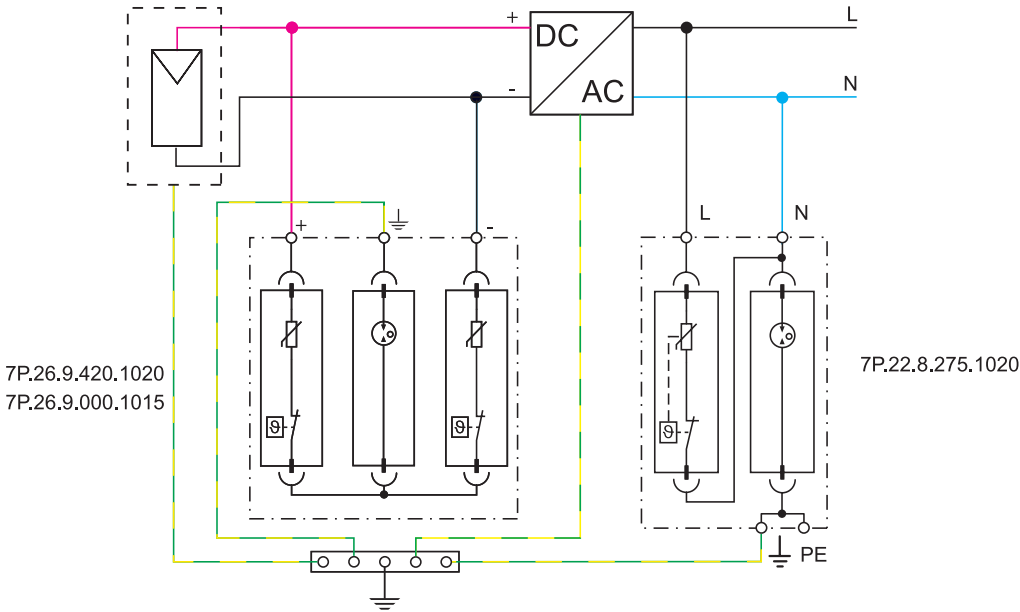 +
L
DC
-
AC
N
L
N
+
-
7P.26.9.420.1020
7P.26.9.000.1015
7P.22.8.275.1020
ϑ
ϑ
ϑ
PE